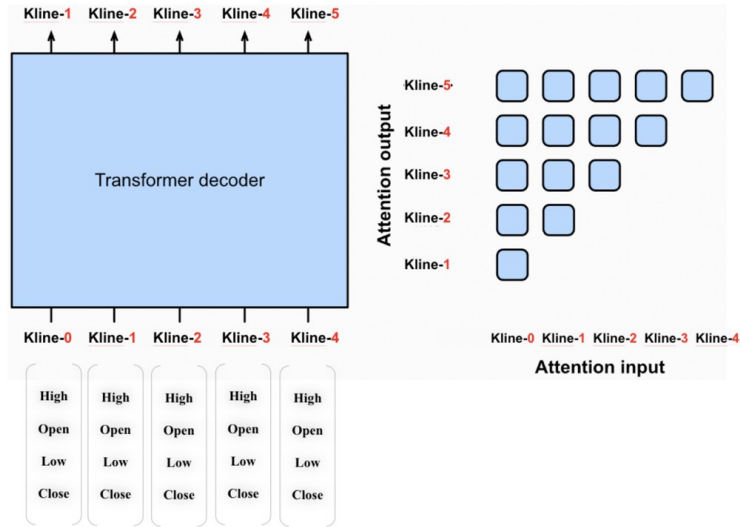 Kline-1 Kline-2 Kline-3 Kline-4 Kline-5
Transformer decoder
Kline-0 Kline-1 Kline-2 Kline-3 Kline-4
High High High High High
Open Open Open Open Open
Low Low Low Low Low
Close Close Close Close Close
Attention output
Kline-5
Kline-4
Kline-3
Kline-2
Kline-1
Kline-0 Kline-1 Kline-2 Kline-3 Kline-4
Attention input